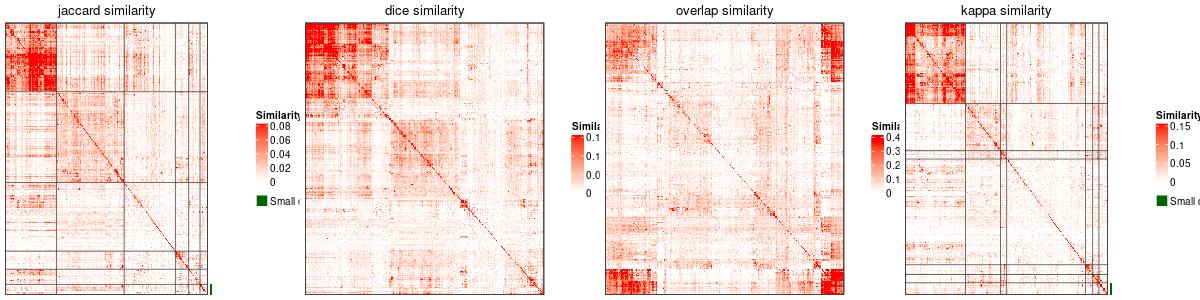 jaccard similarity
Similarity
0.08
0.06
0.04
0.02
0
Small
dice similarity
0.1
0.1
0.0
0
overlap similarity
0.4
0.3
0.2
0.1
0
kappa similarity
Similarity
0.15
0.1
0.05
0
Small